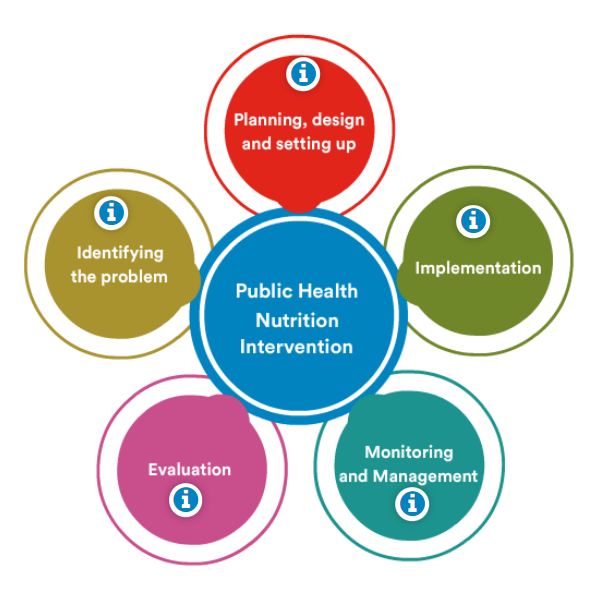 Planning, design
and setting up
Identifying
the problem
Implementation
Public Health
Nutrition
Intervention
Monitoring
and Management
Evaluation
i
i
i
i
i